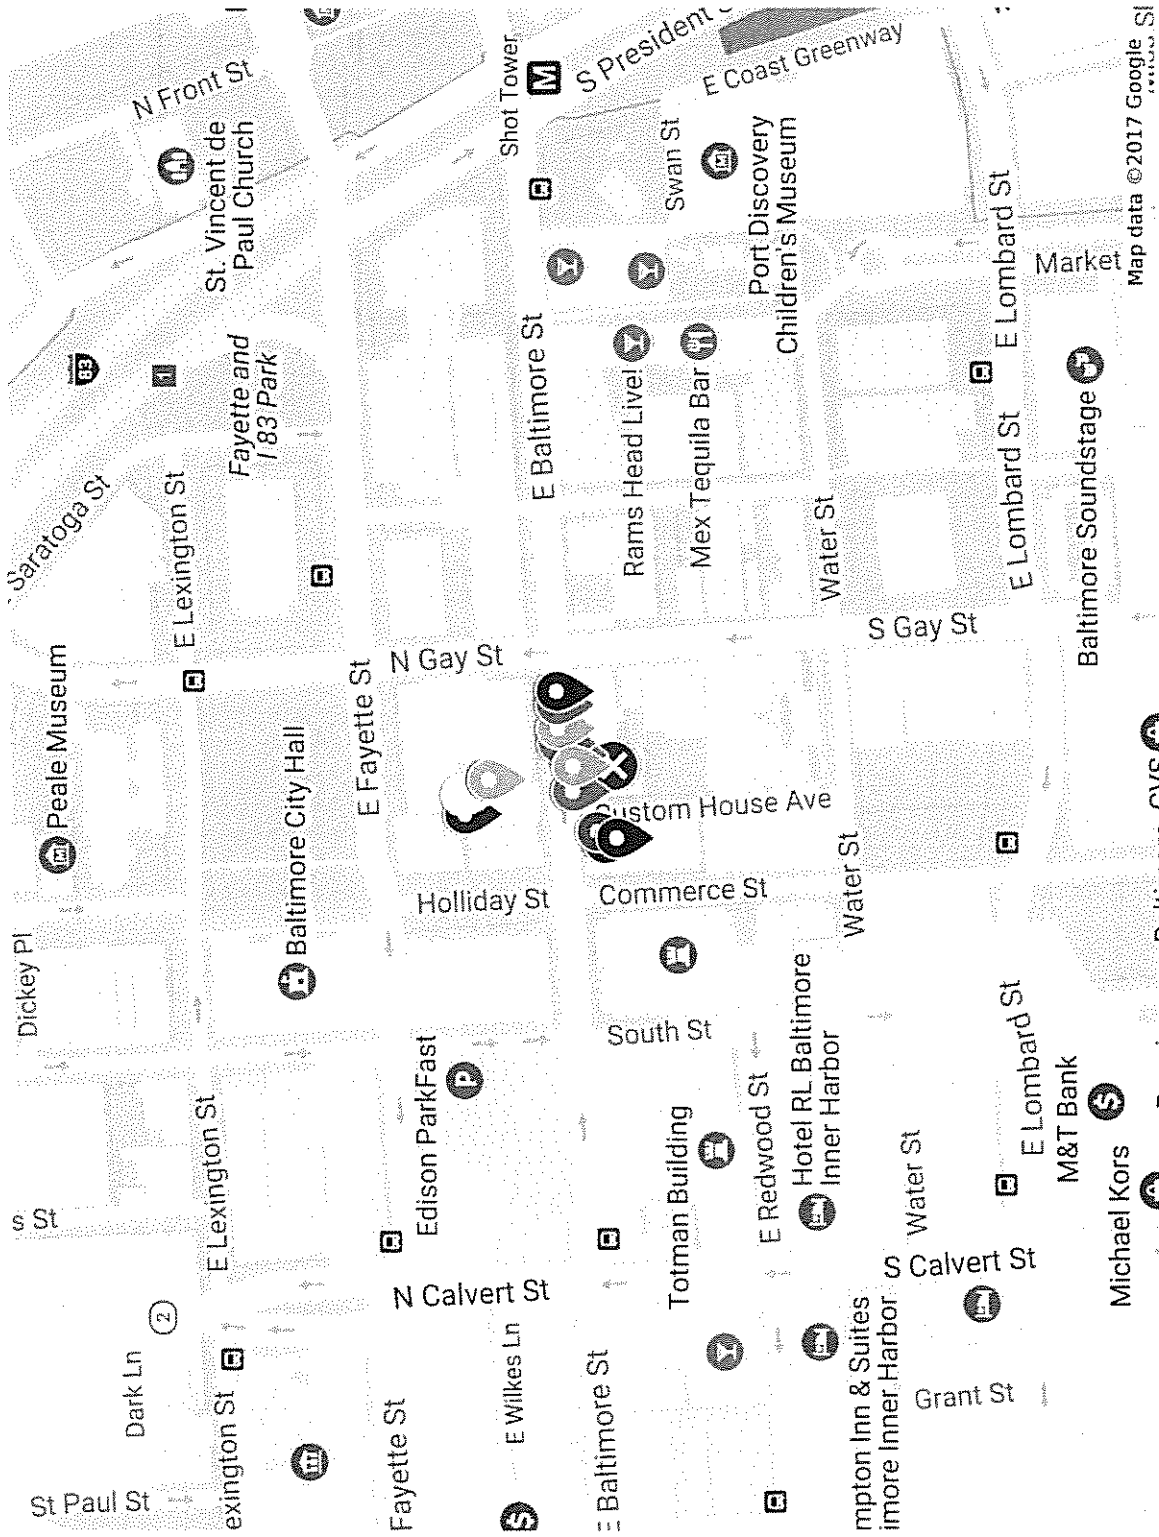 St Paul St
Dark Ln
2
s St
Dickey Pl
Peale Museum
Saratoga St
83
N Front St
St. Vincent de
Paul Church
exington St
E Lexington St
E Lexington St
1
Fayette and
I 83 Park
Baltimore City Hall
Fayette St
E Fayette St
N Calvert St
Edison ParkFast
P
Holliday St
N Gay St
E Wilkes Ln
S
E Baltimore St
E Baltimore St
Shot Tower
M
S President S
Custom House Ave
Commerce St
South St
Rams Head Live!
Mex Tequila Bar
Swan St
E Coast Greenway
Port Discovery
Children's Museum
Totman Building
E Redwood St
Hotel RL Baltimore
Inner Harbor
Water St
Water St
Water St
S Gay St
mpton Inn & Suites
imore Inner Harbor
S Calvert St
Grant St
E Lombard St
E Lombard St
E Lombard St
Market
M&T Bank
S
Michael Kors
Baltimore Soundstage
CVS
Map data ©2017 Google